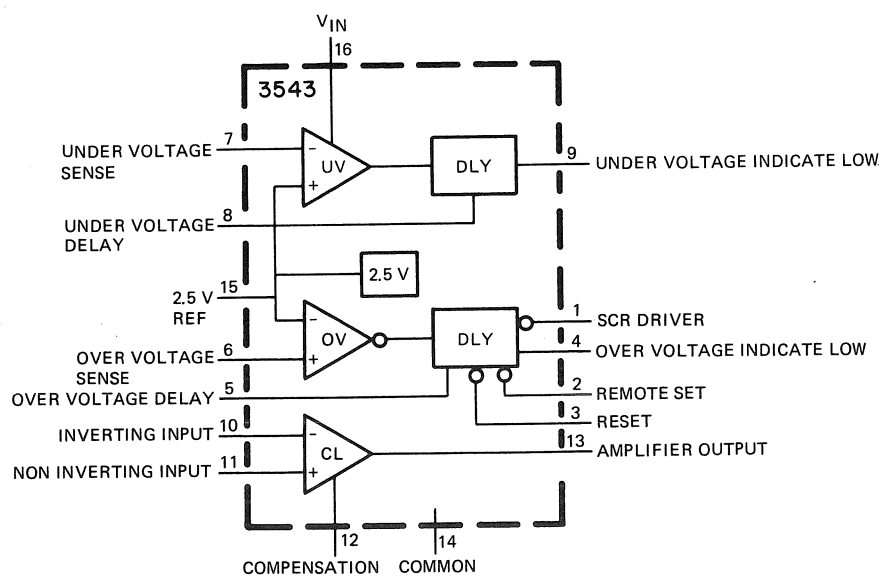 VIN
16
3543
7
UNDER VOLTAGE
SENSE
-
UV
+
DLY
9
UNDER VOLTAGE INDICATE LOW
8
UNDER VOLTAGE
DELAY
2.5 V
15
2.5 V
REF
-
OV
+
DLY
1
SCR DRIVER
4
OVER VOLTAGE INDICATE LOW
6
OVER VOLTAGE
SENSE
5
OVER VOLTAGE DELAY
2
REMOTE SET
3
RESET
10
INVERTING INPUT
-
CL
+
13
AMPLIFIER OUTPUT
11
NON INVERTING INPUT
12
COMPENSATION
14
COMMON